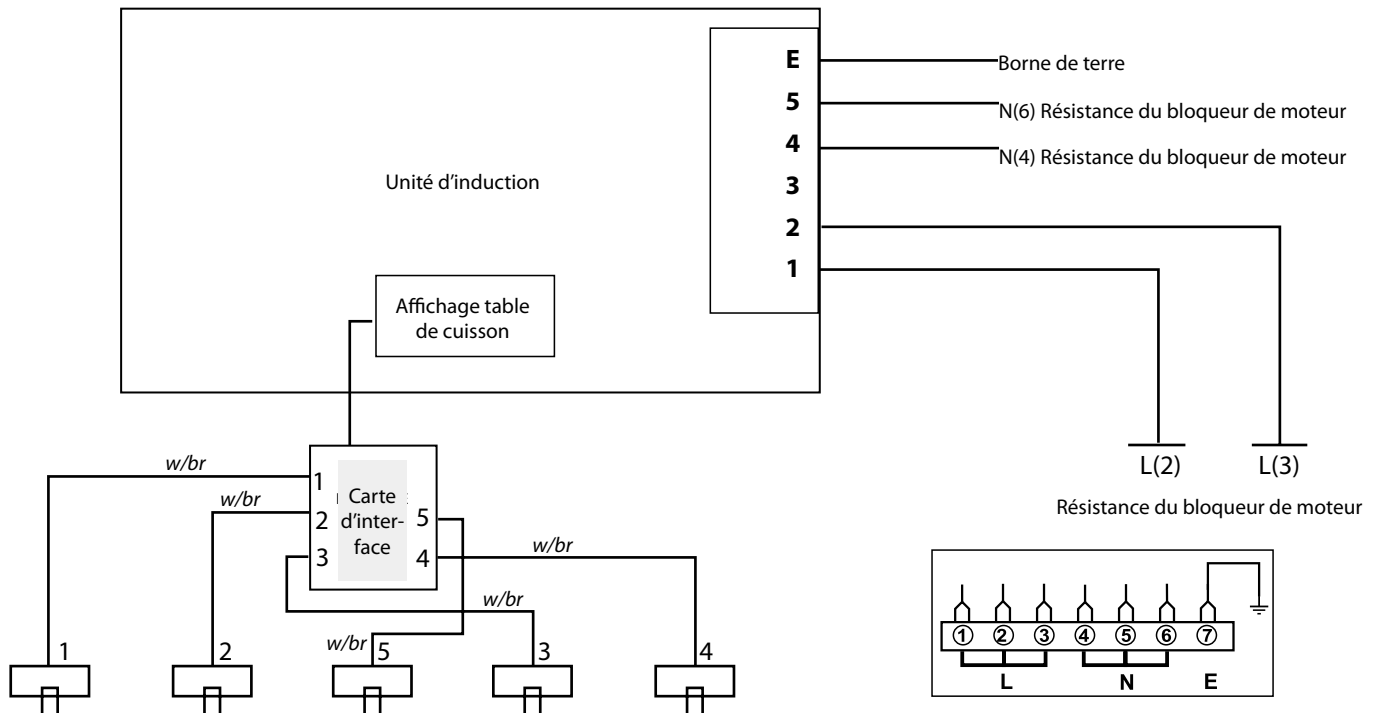 E
Borne de terre
5
N(6) Résistance du bloqueur de moteur
4
N(4) Résistance du bloqueur de moteur
Unité d’induction
3
2
1
Affichage table
de cuisson
L(2)
L(3)
Résistance du bloqueur de moteur
w/br
w/br
w/br
w/br
w/br
1
2
3
5
4
Carte
d’inter-
face
1
2
5
3
4
① ② ③ ④ ⑤ ⑥ ⑦
L N E